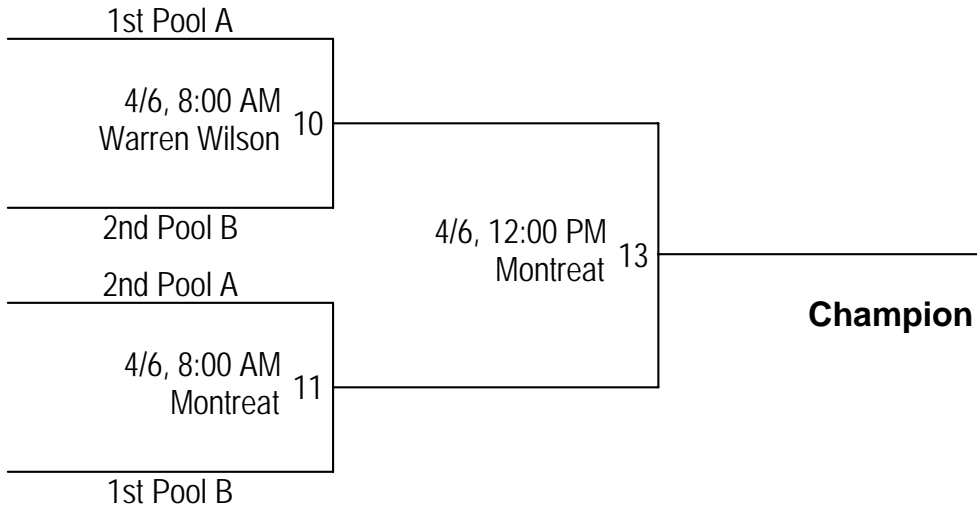 1st Pool A
4/6, 8:00 AM
Warren Wilson
10
2nd Pool B
2nd Pool A
4/6, 8:00 AM
Montreat
11
1st Pool B
4/6, 12:00 PM
Montreat
13
Champion